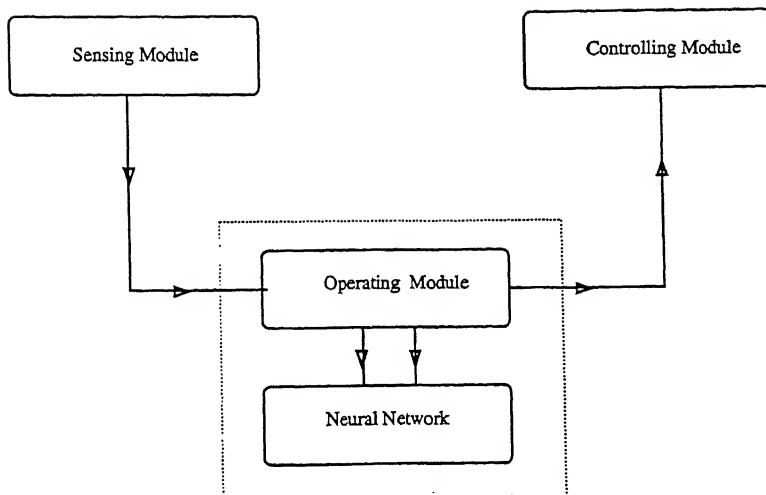 Sensing Module
Controlling Module
Operating Module
Neural Network